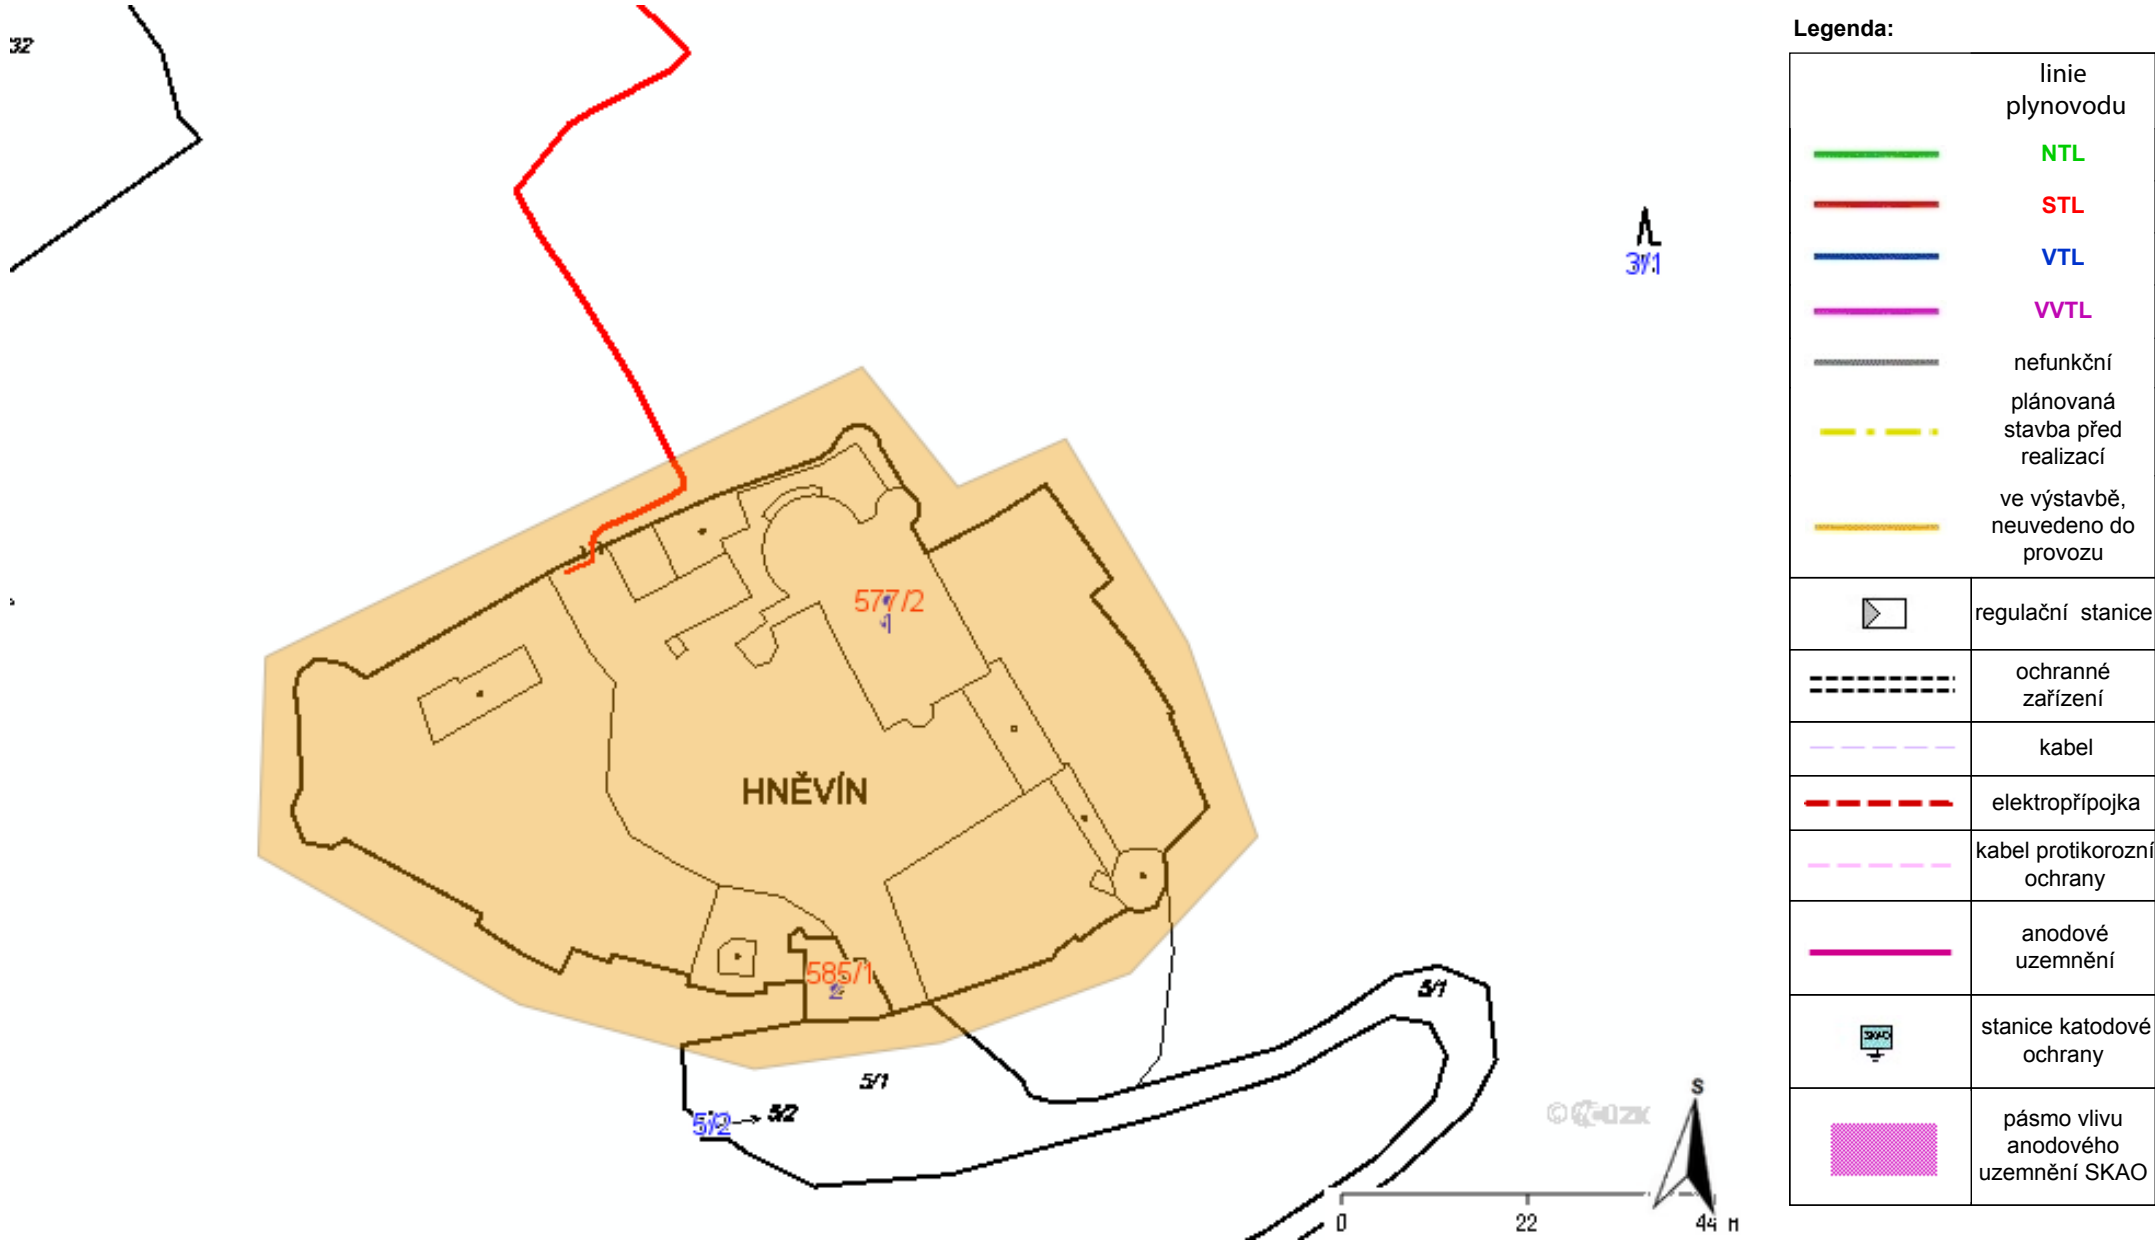 32
3/1
577/2
1
HNĚVÍN
585/1
2
5/1
5/1
5/2
5/2
S
0
22
44 M
Legenda:
linie
plynovodu
NTL
STL
VTL
VVTL
nefunkční
plánovaná
stavba před
realizací
ve výstavbě,
neuvedeno do
provozu
regulační stanice
ochranné
zařízení
kabel
elektropřípojka
kabel protikorozní
ochrany
anodové
uzemnění
SKAO
stanice katodové
ochrany
pásmo vlivu
anodového
uzemnění SKAO